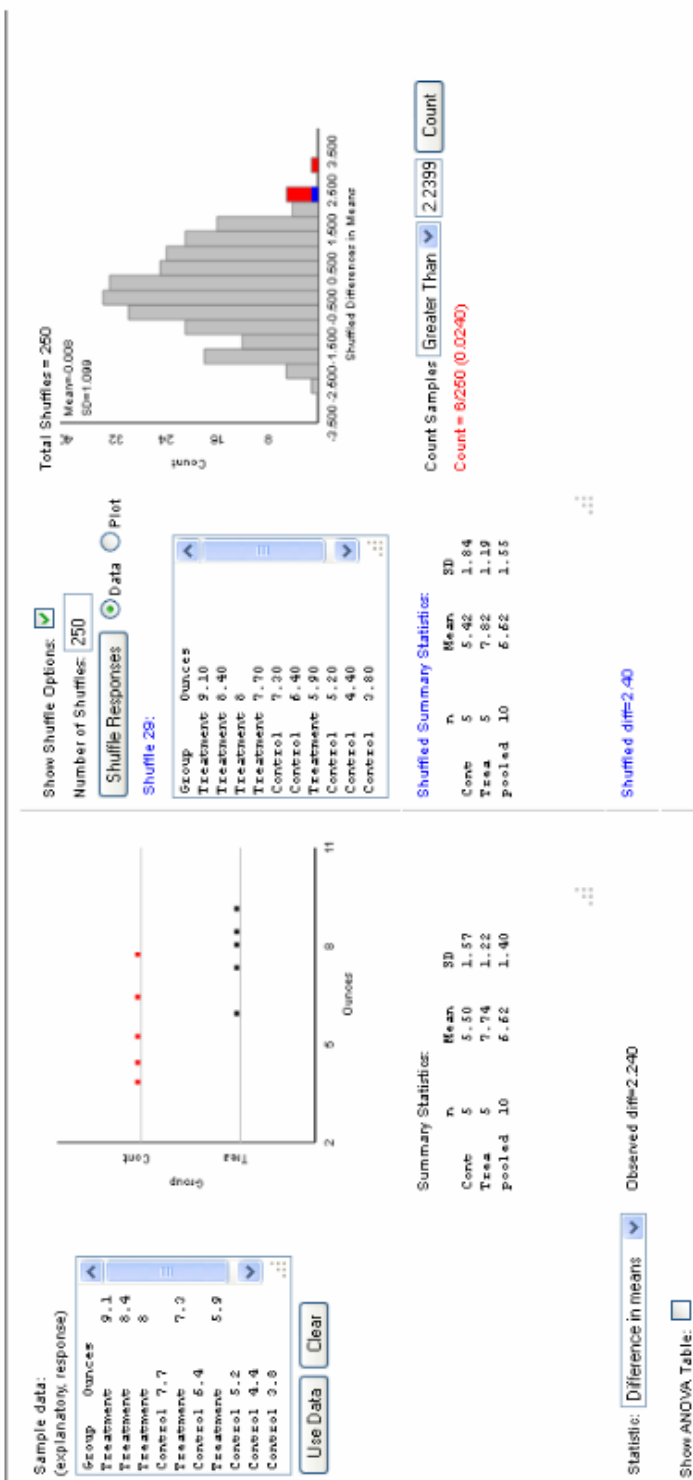 Sample data:
(explanatory, response)
Group Ounces
Treatment 9.1
Treatment 8.4
Treatment 8
Control 7.7
Treatment 7.3
Control 6.4
Treatment 5.9
Control 5.2
Control 4.4
Control 3.8
Use Data Clear
Group
Cont
Trea
2 5 8 11
Ounces
Summary Statistics:
n Mean SD
Cont 5 5.50 1.57
Trea 5 7.74 1.22
pooled 10 6.62 1.40
Statistic: Difference in means
Observed diff=2.240
Show ANOVA Table:
Show Shuffle Options:
Number of Shuffles: 250
Shuffle Responses Data Plot
Shuffle 29:
Group Ounces
Treatment 9.10
Treatment 8.40
Treatment 8
Treatment 7.70
Control 7.30
Control 6.40
Treatment 5.90
Control 5.20
Control 4.40
Control 3.80
Shuffled Summary Statistics:
n Mean SD
Cont 5 5.42 1.84
Trea 5 7.82 1.19
pooled 10 6.62 1.55
Shuffled diff=2.40
Total Shuffles = 250
Mean=-0.008
SD=1.099
Count
32
24
16
8
-3.500 -2.500 -1.500 -0.500 0.500 1.500 2.500 3.500
Shuffled Differences in Means
Count Samples Greater Than 2.2399 Count
Count = 6/250 (0.0240)